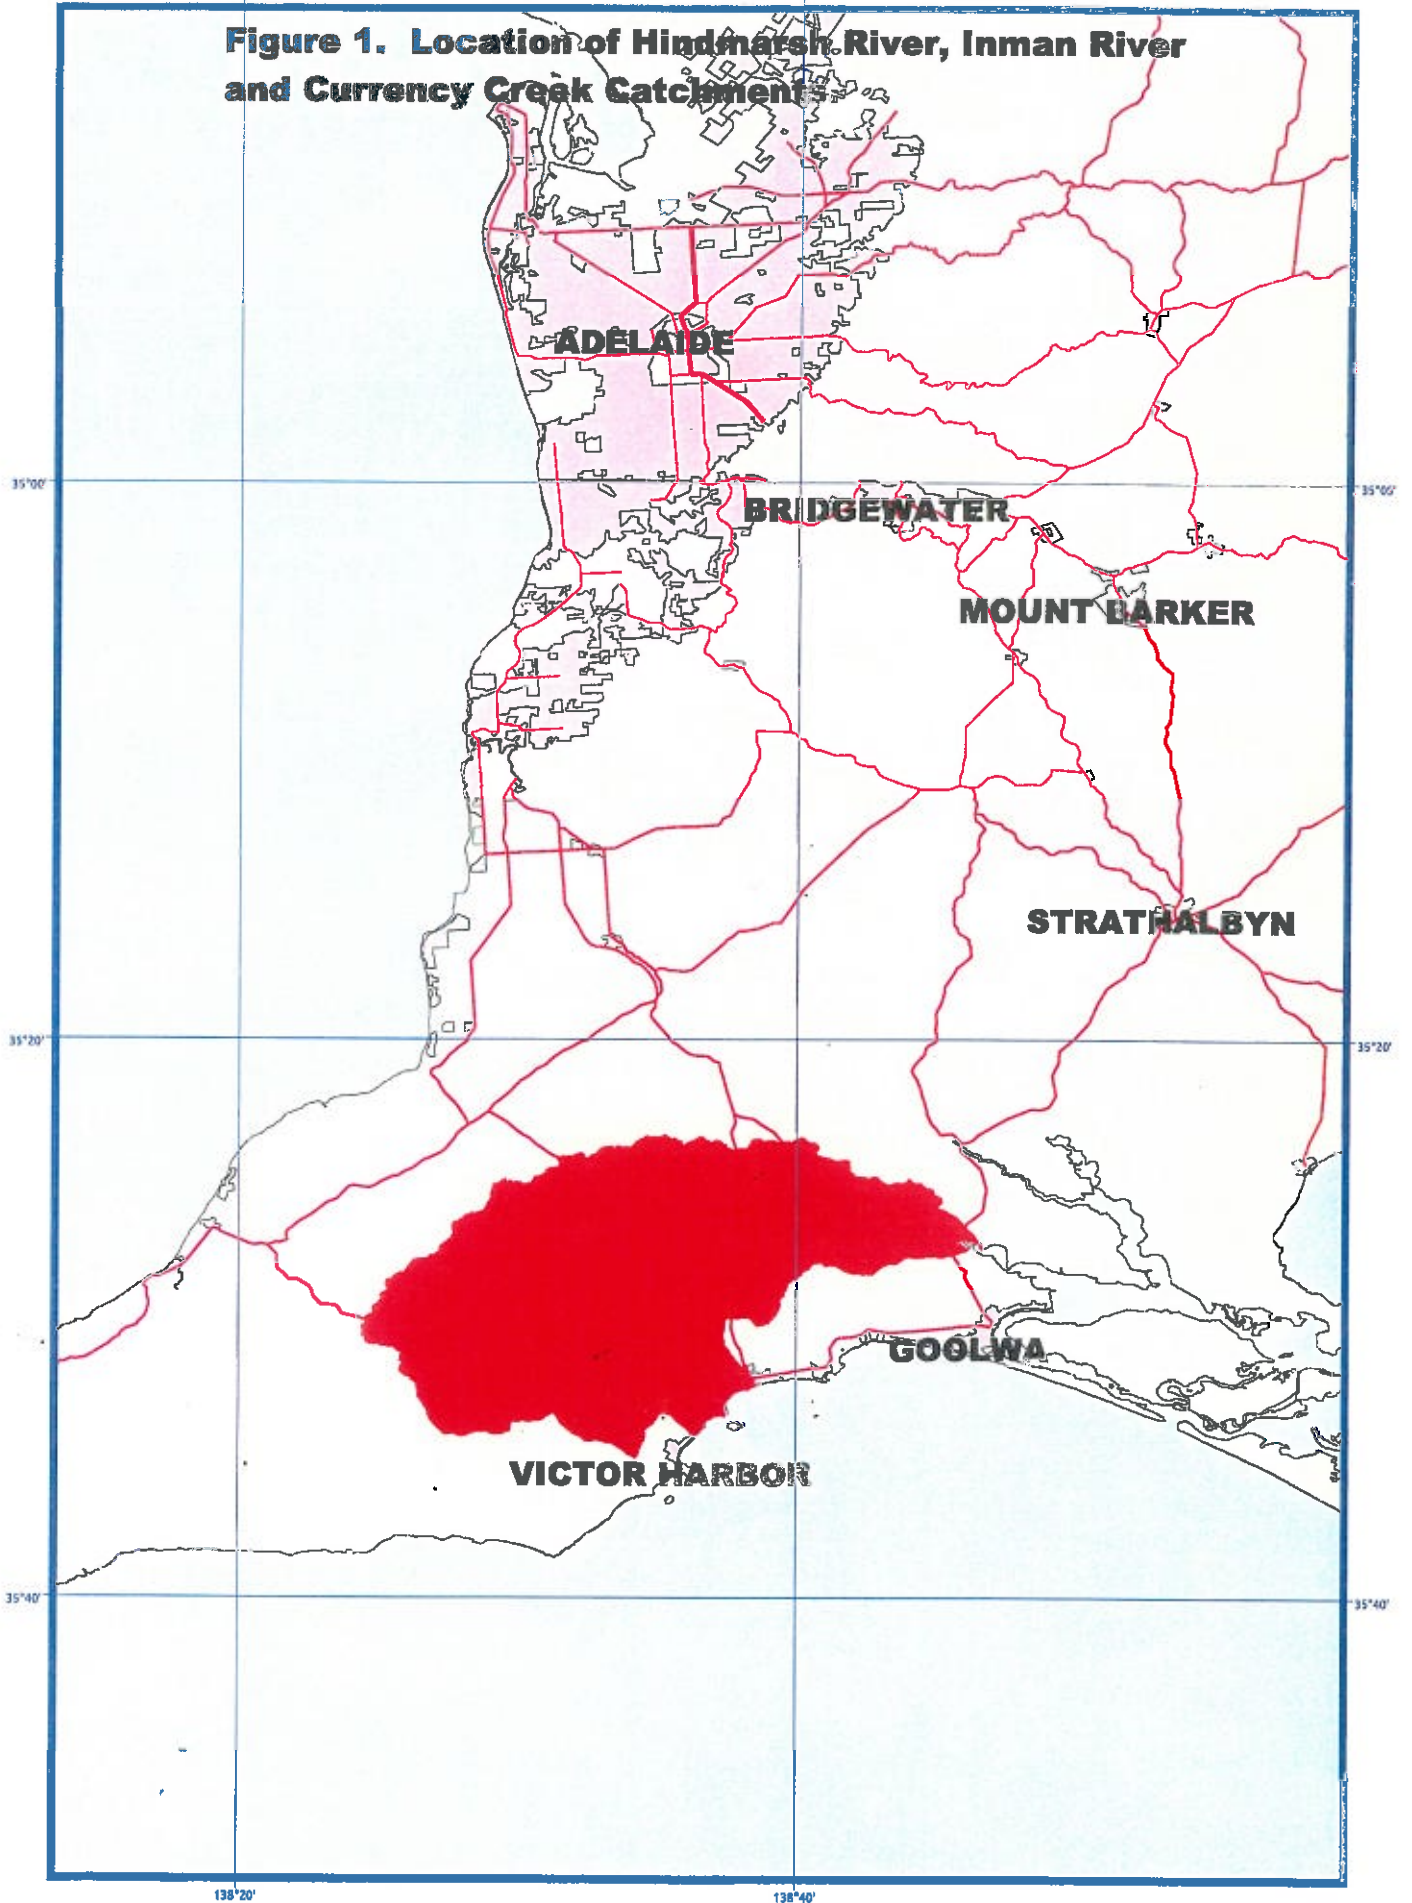 Figure 1. Location of Hindmarsh River, Inman River
and Currency Creek Catchments
ADELAIDE
35°00'
35°00'
BRIDGEWATER
MOUNT BARKER
STRATHALBYN
35°20'
35°20'
GOOLWA
VICTOR HARBOR
35°40'
35°40'
138°20'
138°40'